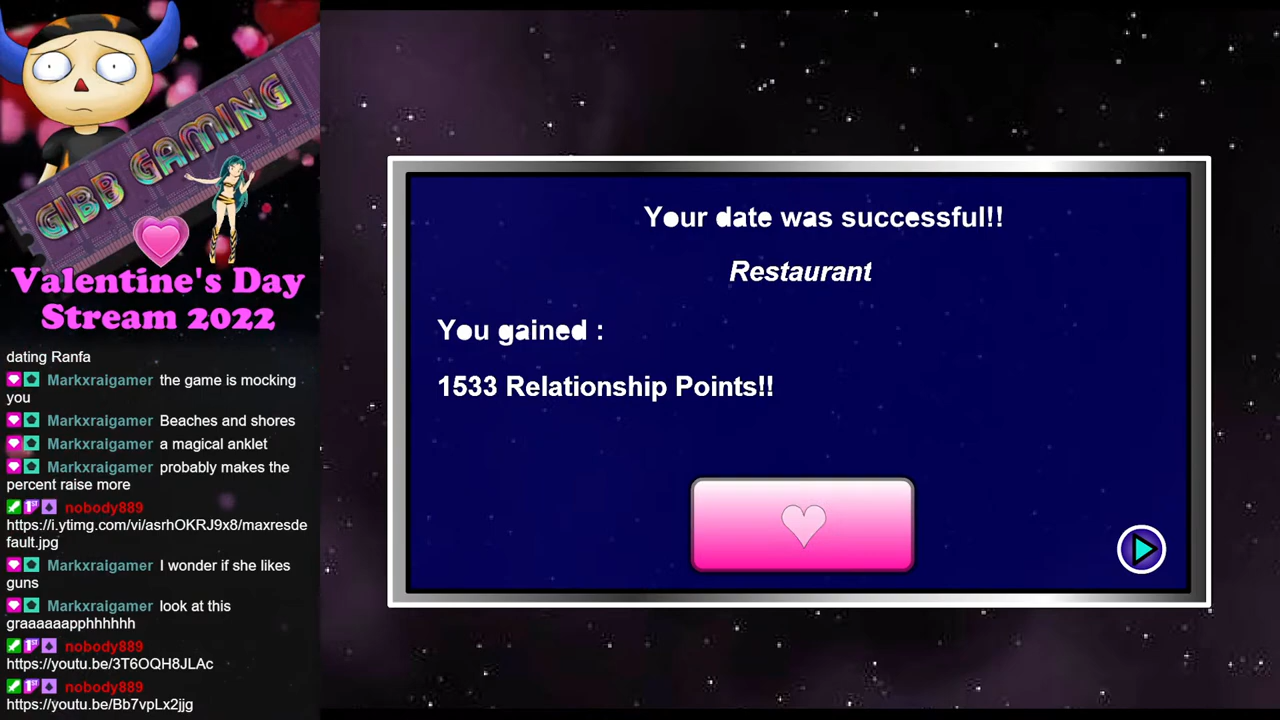 GIBB GAMING
Valentine's Day
Stream 2022
dating Ranfa
Markxraigamer the game is mocking
you
Markxraigamer Beaches and shores
Markxraigamer a magical anklet
Markxraigamer probably makes the
percent raise more
1ST nobody889
https://i.ytimg.com/vi/asrhOKRJ9x8/maxresde
fault.jpg
Markxraigamer I wonder if she likes
guns
Markxraigamer look at this
graaaaaapphhhhhh
1ST nobody889
https://youtu.be/3T6OQH8JLAc
1ST nobody889
https://youtu.be/Bb7vpLx2jjg
Your date was successful!!
Restaurant
You gained :
1533 Relationship Points!!